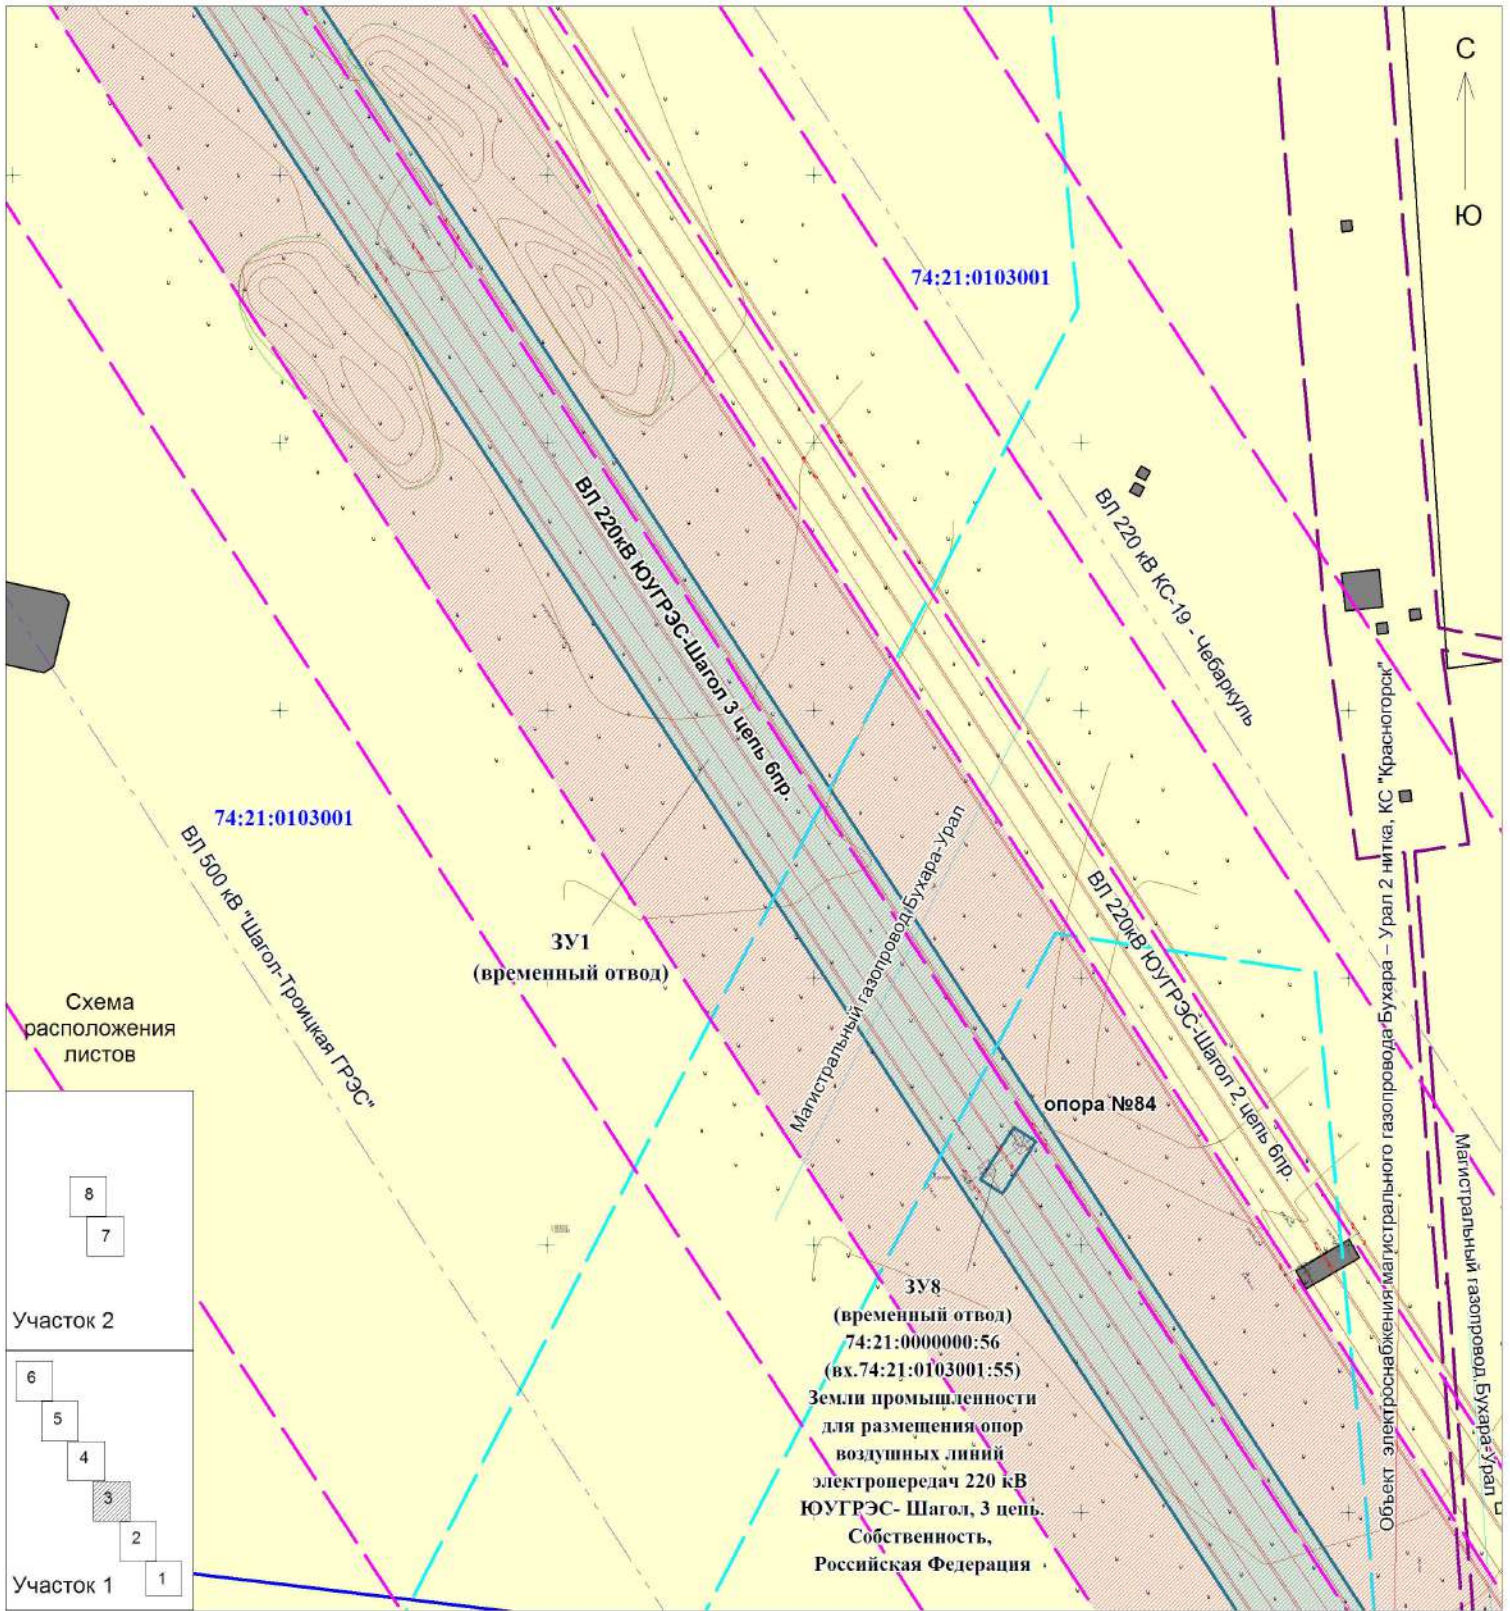 С
Ю
74:21:0103001
ВЛ 220кВ ЮУГРЭС-Шагол 3 цепь 6пр.
ВЛ 220 кВ КС-19 - Чебаркуль
74:21:0103001
ВЛ 500 кВ "Шагол-Троицкая ГРЭС"
ЗУ1
(временный отвод)
Магистральный газопровод Бухара-Урал
ВЛ 220кВ ЮУГРЭС-Шагол 2 цепь 6пр.
Объект электроснабжения магистрального газопровода Бухара – Урал 2 нитка, КС "Красногорск"
Магистральный газопровод Бухара-Урал
опора №84
ЗУ8
(временный отвод)
74:21:0000000:56
(вх.74:21:0103001:55)
Земли промышленности
для размещения опор
воздушных линий
электропередач 220 кВ
ЮУГРЭС- Шагол, 3 цепь.
Собственность,
Российская Федерация
Схема
расположения
листов
8
7
Участок 2
6
5
4
3
2
1
Участок 1